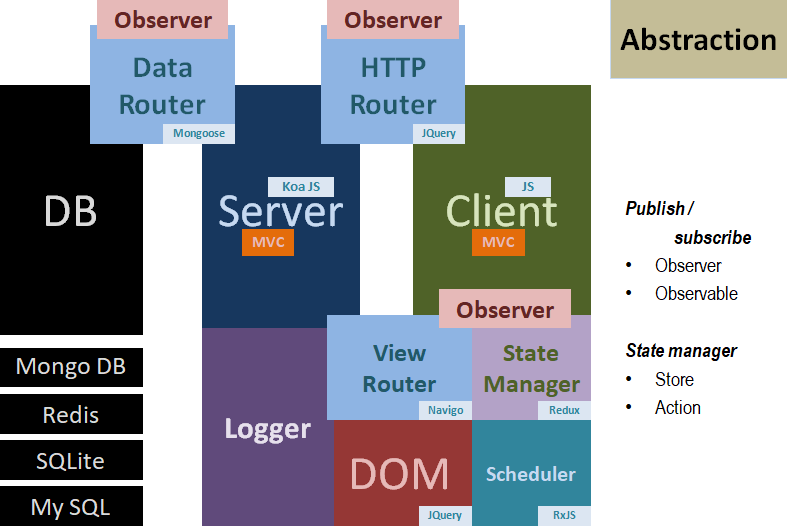 Observer
Observer
Abstraction
Data
Router
Mongoose
HTTP
Router
JQuery
DB
Koa JS
Server
MVC
JS
Client
MVC
Publish /
subscribe
• Observer
• Observable
State manager
• Store
• Action
Observer
View
Router
Navigo
State
Manager
Redux
Logger
DOM
JQuery
Scheduler
RxJS
Mongo DB
Redis
SQLite
My SQL